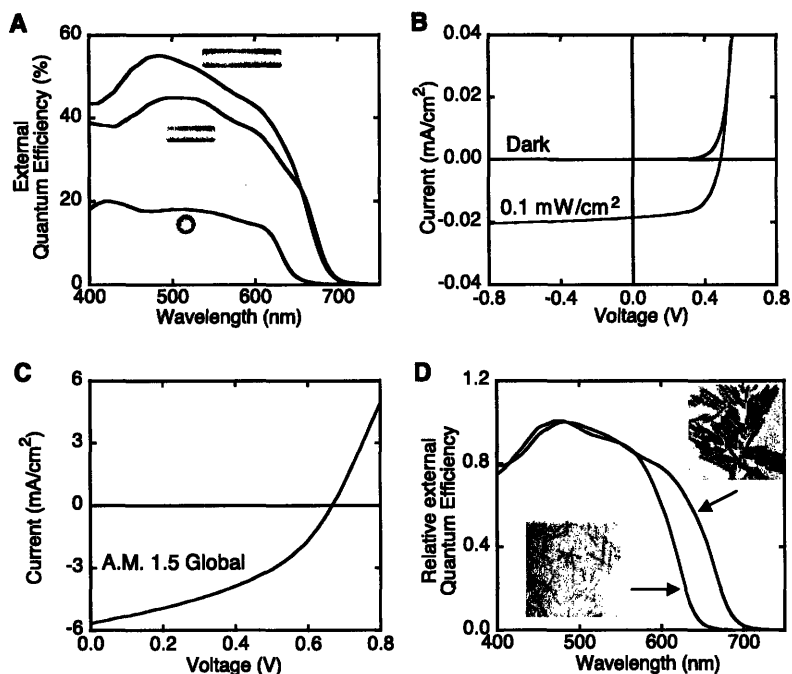 A
60
40
20
0
External
Quantum Efficiency (%)
400
500
600
700
Wavelength (nm)
B
0.04
0.02
0.00
-0.02
-0.04
Current (mA/cm²)
Dark
0.1 mW/cm²
-0.8
-0.4
0.0
0.4
0.8
Voltage (V)
C
6
3
0
-3
-6
Current (mA/cm²)
A.M. 1.5 Global
0.0
0.2
0.4
0.6
0.8
Voltage (V)
D
1.2
0.8
0.4
0.0
Relative external
Quantum Efficiency
400
500
600
700
Wavelength (nm)